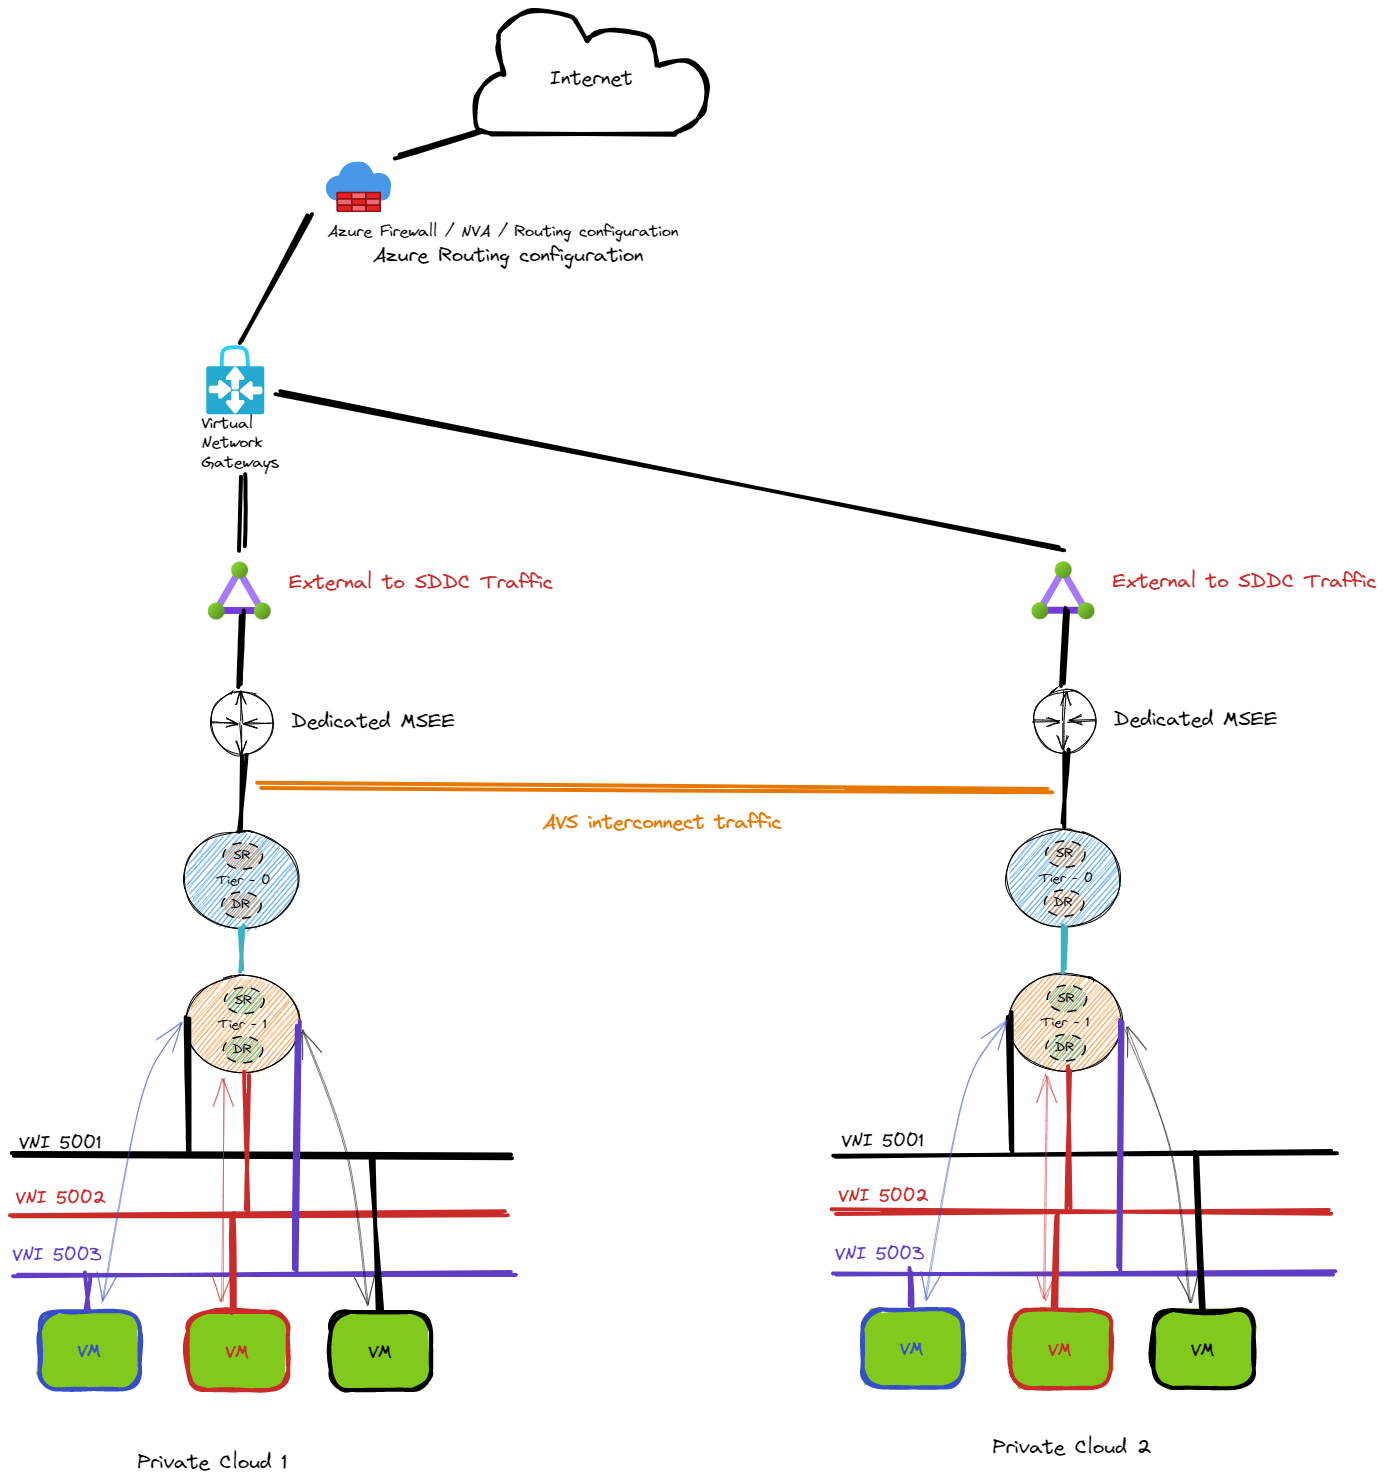 Internet
Azure Firewall / NVA / Routing configuration
Azure Routing configuration
Virtual
Network
Gateways
External to SDDC Traffic
External to SDDC Traffic
Dedicated MSEE
Dedicated MSEE
AVS interconnect traffic
SR
Tier - 0
DR
SR
Tier - 0
DR
SR
Tier - 1
DR
SR
Tier - 1
DR
VNI 5001
VNI 5002
VNI 5003
VNI 5001
VNI 5002
VNI 5003
VM
VM
VM
VM
VM
VM
Private Cloud 1
Private Cloud 2